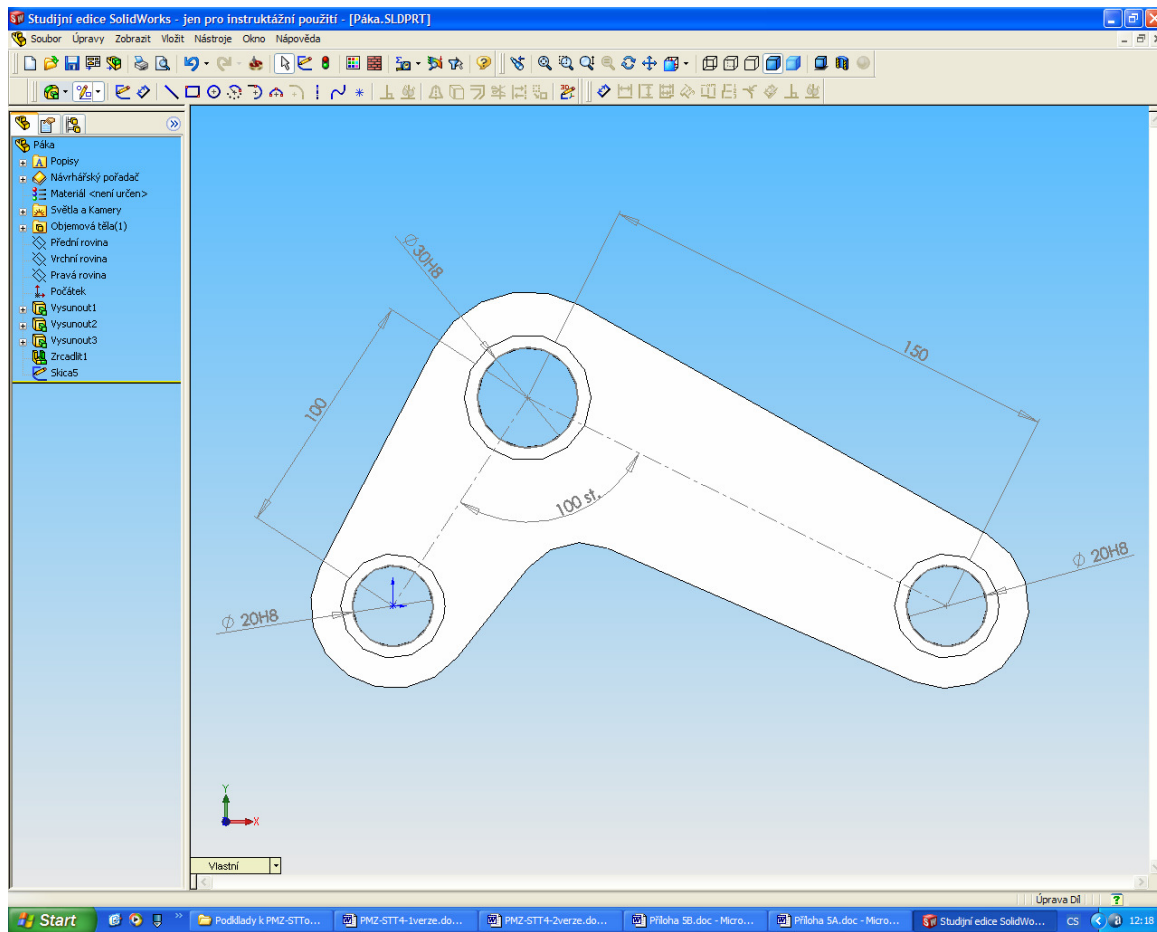 Studijní edice SolidWorks - jen pro instruktážní použití - [Páka.SLDPRT]
Soubor Úpravy Zobrazit Vložit Nástroje Okno Nápověda
Páka
Popisy
Návrhářský pořadač
Materiál <není určen>
Světla a Kamery
Objemová těla(1)
Přední rovina
Vrchní rovina
Pravá rovina
Počátek
Vysunout1
Vysunout2
Vysunout3
Zrcadlit1
Skica5
∅30H8
150
100
100 st.
∅ 20H8
∅ 20H8
Y
X
Vlastní
Úprava Díl
Start
Podkllady k PMZ-STTo...
PMZ-STT4-1verze.do...
PMZ-STT4-2verze.do...
Příloha 5B.doc - Micro...
Příloha 5A.doc - Micro...
Studijní edice SolidWo...
CS
12:18